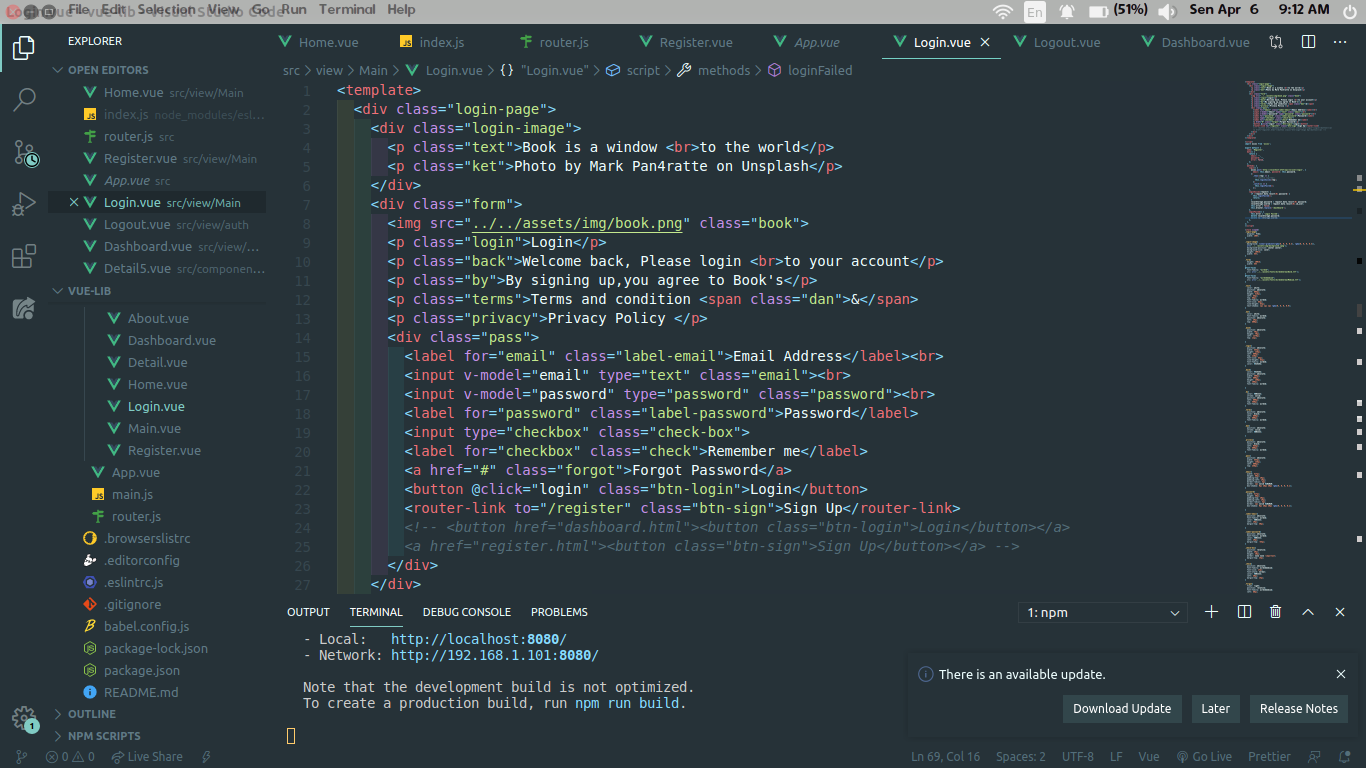 Login.vue - vue-lib - Visual Studio Code
File Edit Selection View Go Run Terminal Help
En (51%) Sen Apr 6 9:12 AM
EXPLORER
Home.vue index.js router.js Register.vue App.vue Login.vue Logout.vue Dashboard.vue
OPEN EDITORS
Home.vue src/view/Main
index.js node_modules/esl...
router.js src
Register.vue src/view/Main
App.vue src
Login.vue src/view/Main
Logout.vue src/view/auth
Dashboard.vue src/view/...
Detail5.vue src/componen...
VUE-LIB
About.vue
Dashboard.vue
Detail.vue
Home.vue
Login.vue
Main.vue
Register.vue
App.vue
main.js
router.js
.browserslistrc
.editorconfig
.eslintrc.js
.gitignore
babel.config.js
package-lock.json
package.json
README.md
OUTLINE
NPM SCRIPTS
src > view > Main > Login.vue > {} "Login.vue" > script > methods > loginFailed
1 <template>
2 <div class="login-page">
3 <div class="login-image">
4 <p class="text">Book is a window <br>to the world</p>
5 <p class="ket">Photo by Mark Pan4ratte on Unsplash</p>
6 </div>
7 <div class="form">
8 <img src="../../assets/img/book.png" class="book">
9 <p class="login">Login</p>
10 <p class="back">Welcome back, Please login <br>to your account</p>
11 <p class="by">By signing up,you agree to Book's</p>
12 <p class="terms">Terms and condition <span class="dan">&</span>
13 <p class="privacy">Privacy Policy </p>
14 <div class="pass">
15 <label for="email" class="label-email">Email Address</label><br>
16 <input v-model="email" type="text" class="email"><br>
17 <input v-model="password" type="password" class="password"><br>
18 <label for="password" class="label-password">Password</label>
19 <input type="checkbox" class="check-box">
20 <label for="checkbox" class="check">Remember me</label>
21 <a href="#" class="forgot">Forgot Password</a>
22 <button @click="login" class="btn-login">Login</button>
23 <router-link to="/register" class="btn-sign">Sign Up</router-link>
24 <!-- <button href="dashboard.html"><button class="btn-login">Login</button></a>
25 <a href="register.html"><button class="btn-sign">Sign Up</button></a> -->
26 </div>
27 </div>
OUTPUT TERMINAL DEBUG CONSOLE PROBLEMS 1: npm
- Local: http://localhost:8080/
- Network: http://192.168.1.101:8080/
Note that the development build is not optimized.
To create a production build, run npm run build.
There is an available update.
Download Update Later Release Notes
1
0 0 Live Share Ln 69, Col 16 Spaces: 2 UTF-8 LF Vue Go Live Prettier